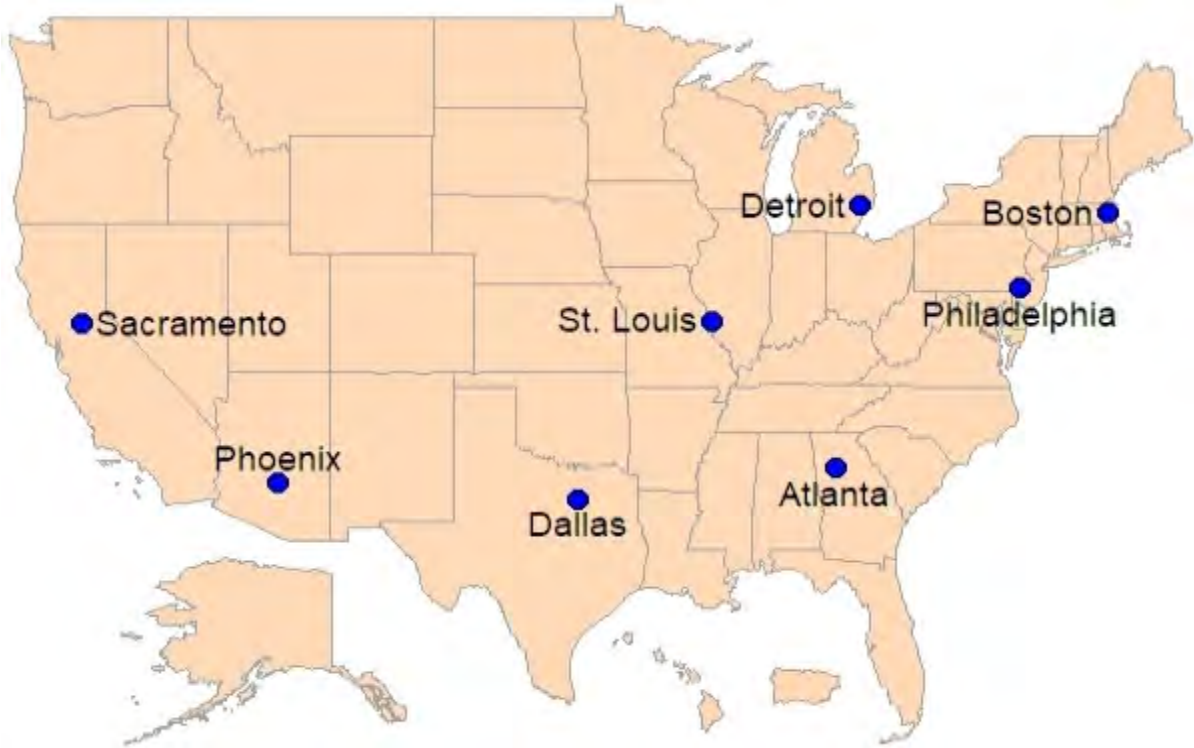 Detroit
Boston
Sacramento
St. Louis
Philadelphia
Phoenix
Atlanta
Dallas